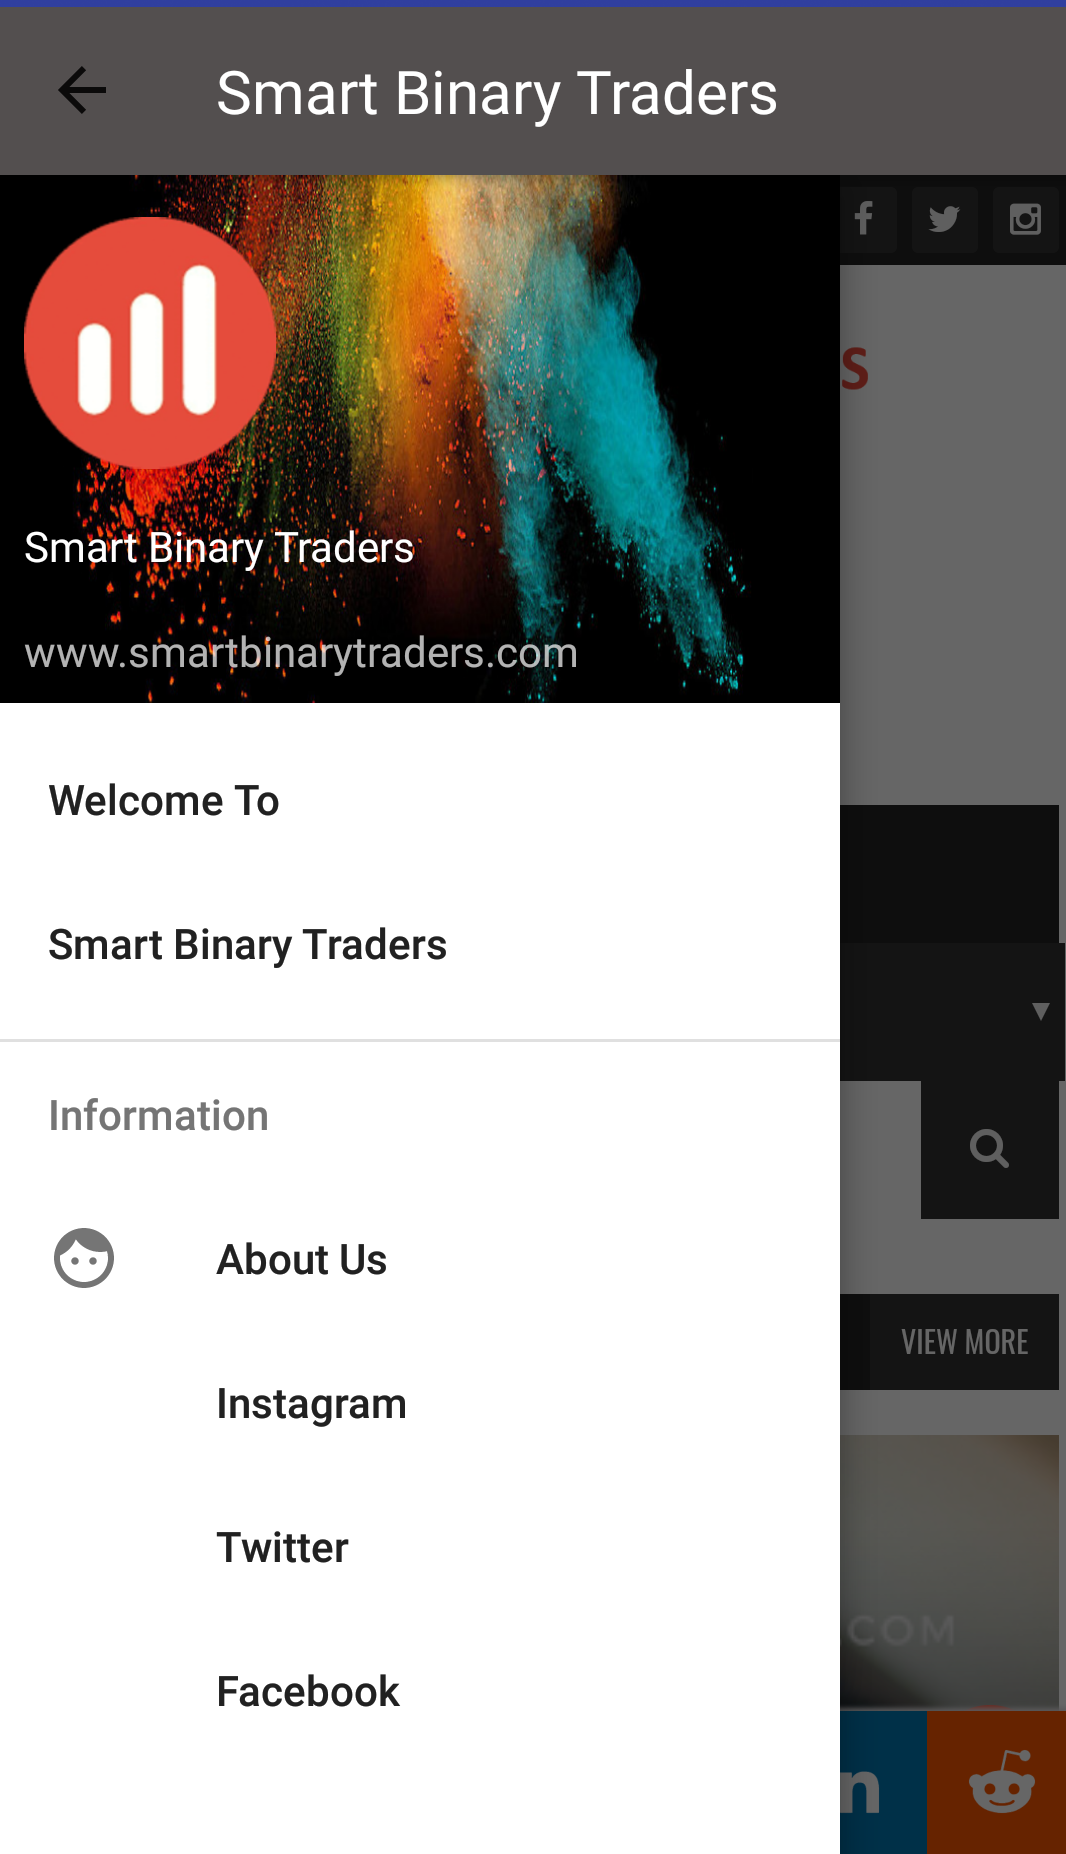 Smart Binary Traders
Smart Binary Traders
www.smartbinarytraders.com
Welcome To
Smart Binary Traders
Information
About Us
Instagram
Twitter
Facebook
S
VIEW MORE
.COM
n